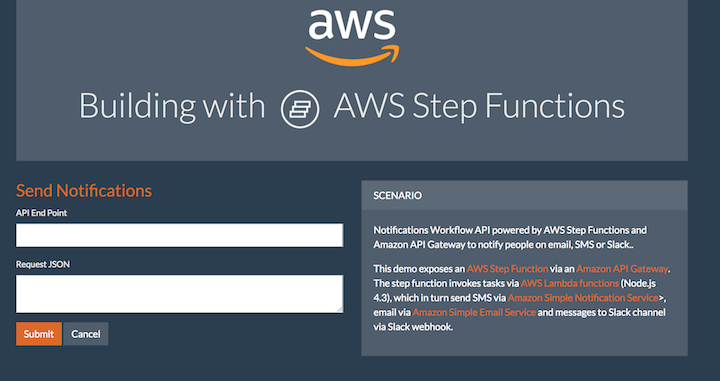 aws
Building with AWS Step Functions
Send Notifications
API End Point
Request JSON
Submit Cancel
SCENARIO
Notifications Workflow API powered by AWS Step Functions and
Amazon API Gateway to notify people on email, SMS or Slack..
This demo exposes an AWS Step Function via an Amazon API Gateway.
The step function invokes tasks via AWS Lambda functions (Node.js
4.3), which in turn send SMS via Amazon Simple Notification Service>,
email via Amazon Simple Email Service and messages to Slack channel
via Slack webhook.